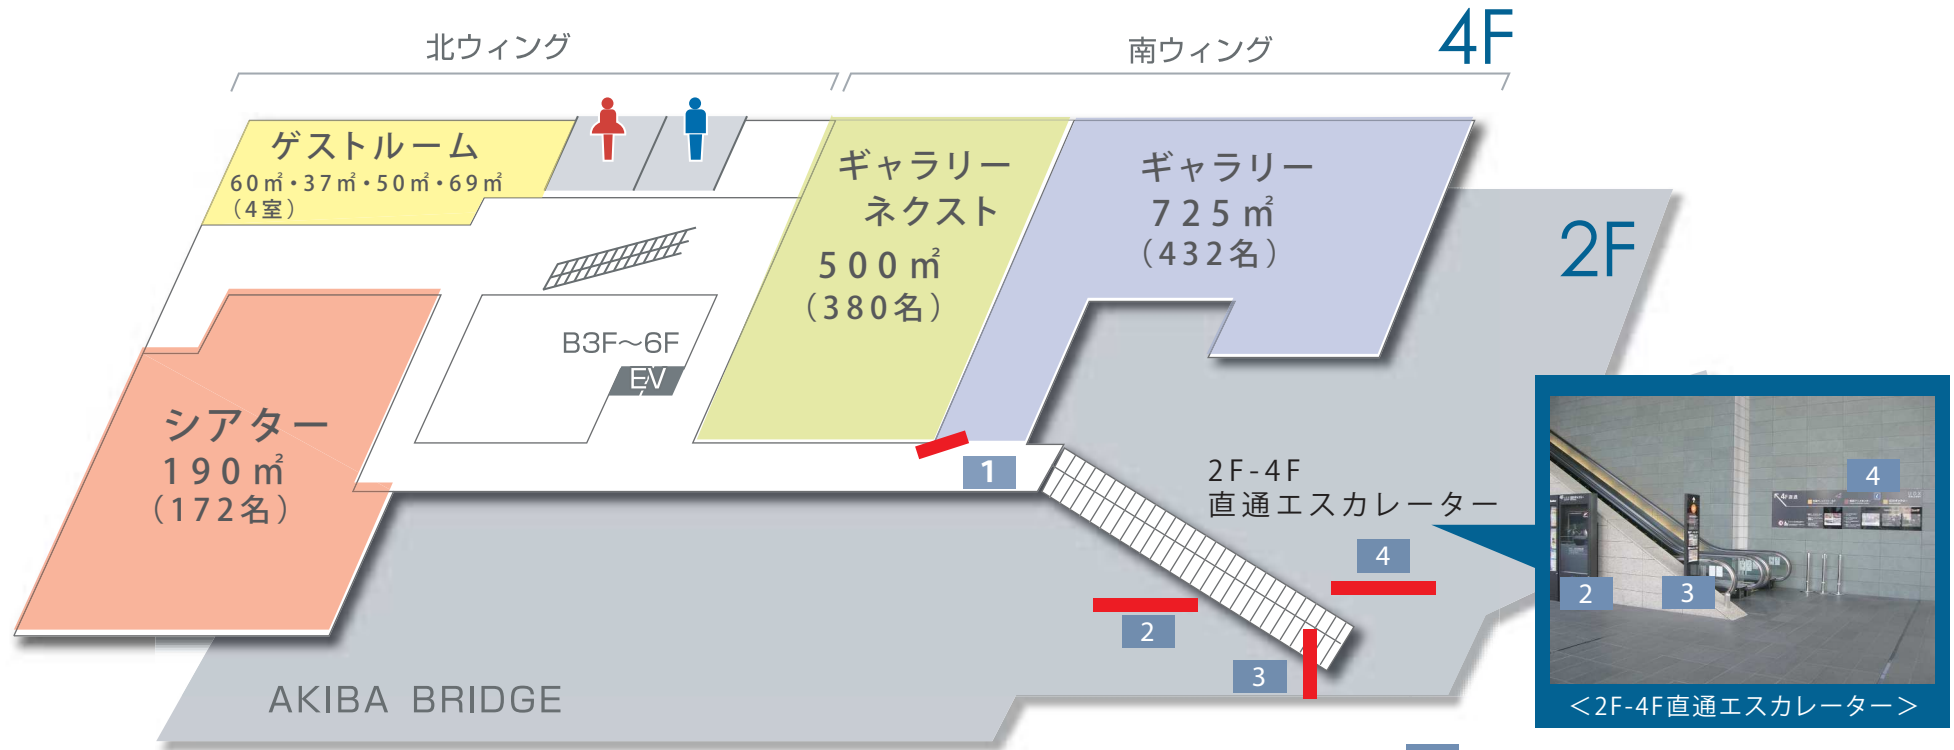 北ウィング
南ウィング
4F
ゲストルーム
60㎡・37㎡・50㎡・69㎡
（4室）
ギャラリー
ネクスト
500㎡
（380名）
ギャラリー
725㎡
（432名）
2F
B3F～6F
EV
シアター
190㎡
（172名）
1
2F-4F
直通エスカレーター
4
2
3
AKIBA BRIDGE
4
4F
2
3
＜2F-4F直通エスカレーター＞